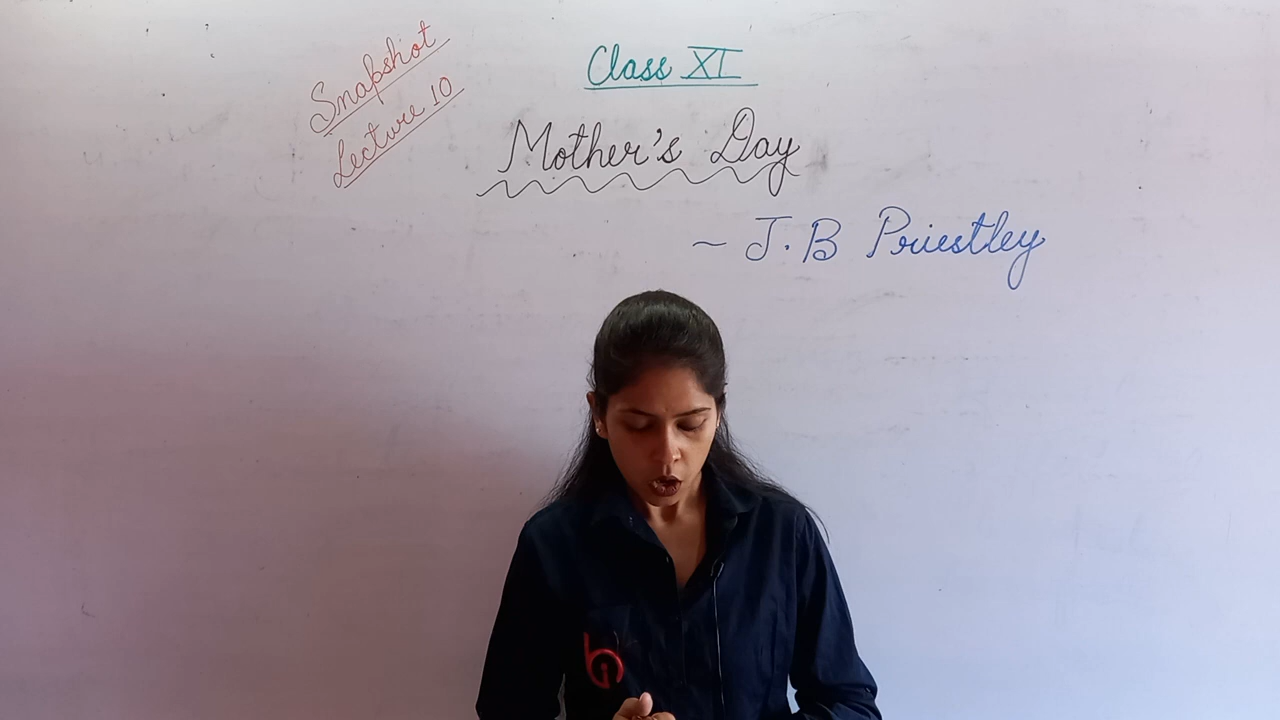 Snapshot
Lecture 10
Class XI
Mother's Day
~ J.B Priestley